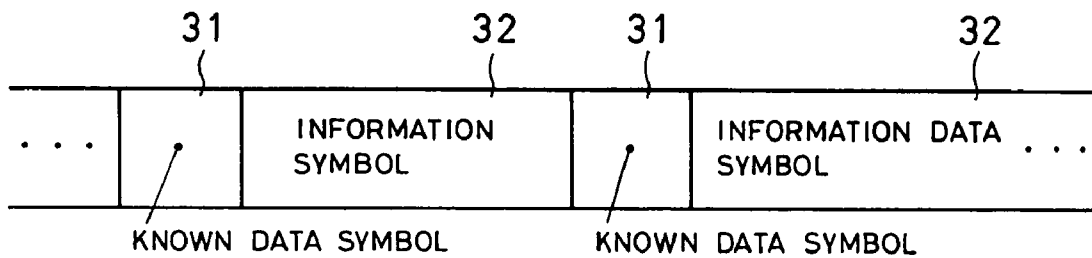 31 32 31 32
. . . INFORMATION SYMBOL INFORMATION DATA SYMBOL . . .
KNOWN DATA SYMBOL KNOWN DATA SYMBOL